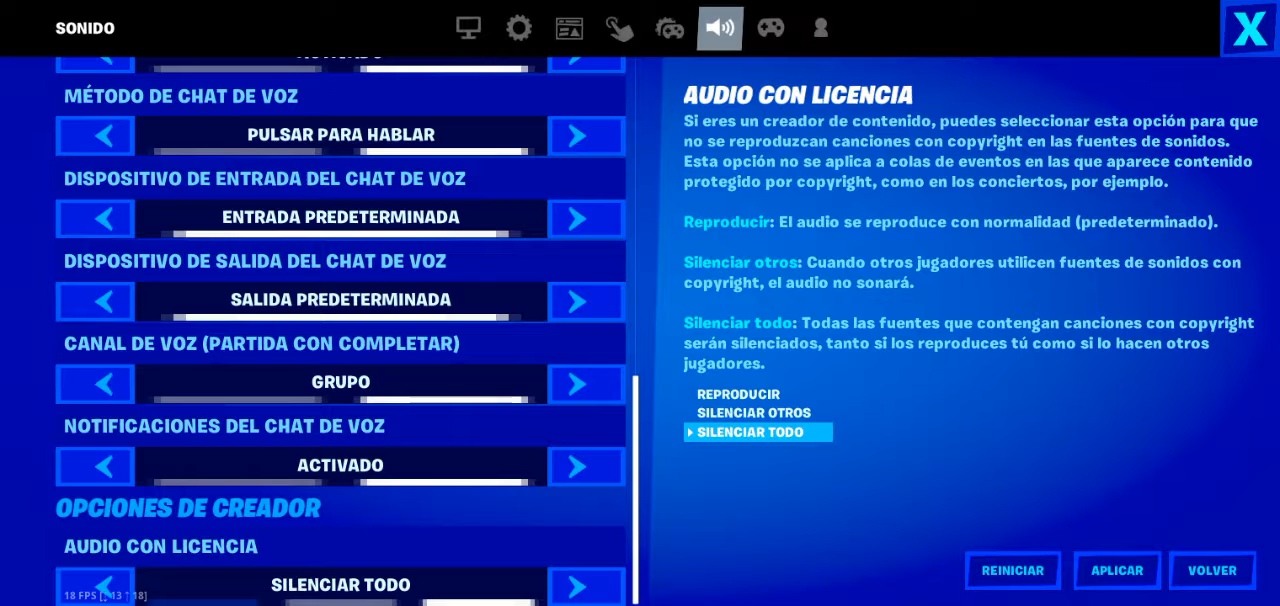 SONIDO
X
MÉTODO DE CHAT DE VOZ
PULSAR PARA HABLAR
DISPOSITIVO DE ENTRADA DEL CHAT DE VOZ
ENTRADA PREDETERMINADA
DISPOSITIVO DE SALIDA DEL CHAT DE VOZ
SALIDA PREDETERMINADA
CANAL DE VOZ (PARTIDA CON COMPLETAR)
GRUPO
NOTIFICACIONES DEL CHAT DE VOZ
ACTIVADO
OPCIONES DE CREADOR
AUDIO CON LICENCIA
SILENCIAR TODO
18 FPS [
AUDIO CON LICENCIA
Si eres un creador de contenido, puedes seleccionar esta opción para que
no se reproduzcan canciones con copyright en las fuentes de sonidos.
Esta opción no se aplica a colas de eventos en las que aparece contenido
protegido por copyright, como en los conciertos, por ejemplo.
Reproducir: El audio se reproduce con normalidad (predeterminado).
Silenciar otros: Cuando otros jugadores utilicen fuentes de sonidos con
copyright, el audio no sonará.
Silenciar todo: Todas las fuentes que contengan canciones con copyright
serán silenciados, tanto si los reproduces tú como si lo hacen otros
jugadores.
REPRODUCIR
SILENCIAR OTROS
SILENCIAR TODO
REINICIAR
APLICAR
VOLVER